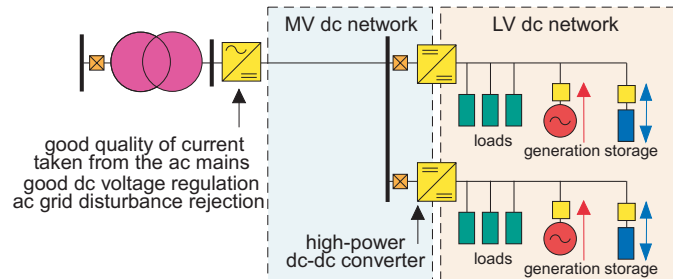 MV dc network
LV dc network
good quality of current
taken from the ac mains
good dc voltage regulation
ac grid disturbance rejection
loads
generation
storage
high-power
dc-dc converter
loads
generation
storage